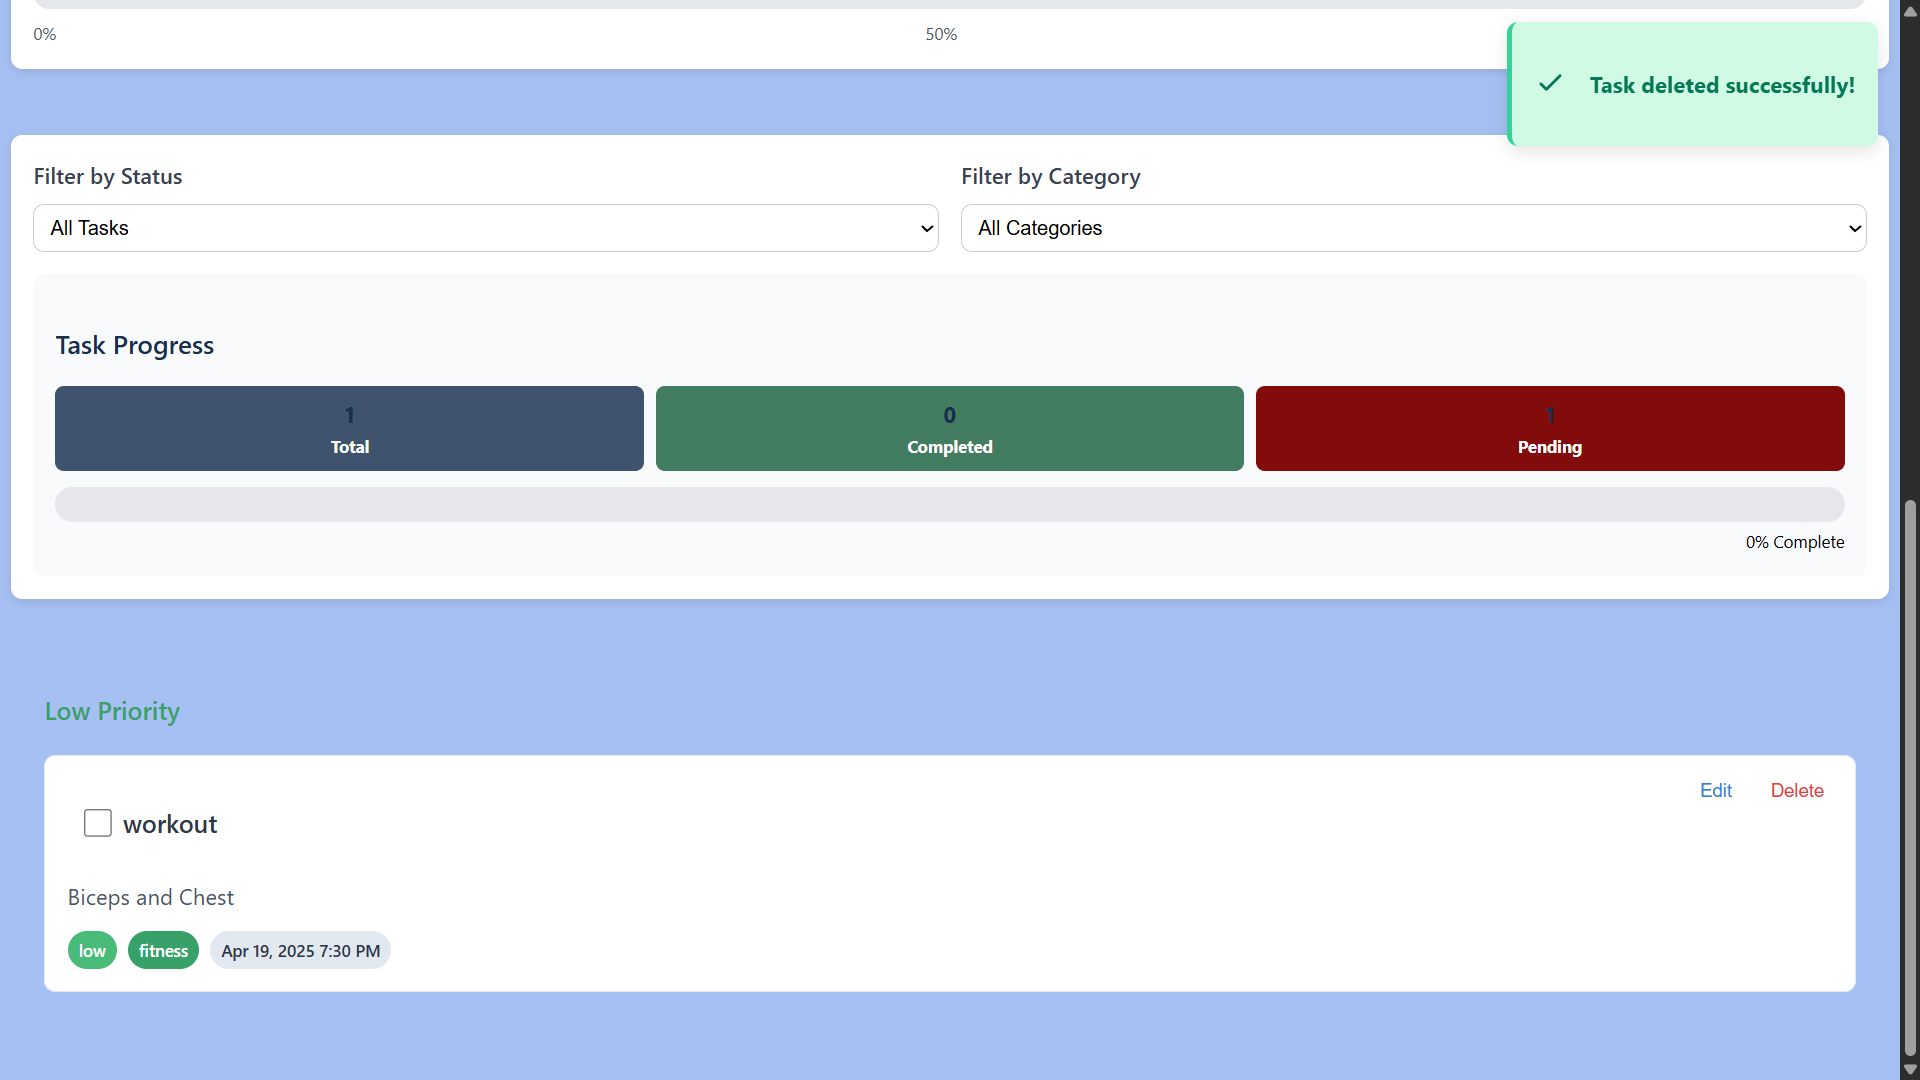 0%
50%
Task deleted successfully!
Filter by Status
Filter by Category
All Tasks
All Categories
Task Progress
1
Total
0
Completed
1
Pending
0% Complete
Low Priority
Edit
Delete
workout
Biceps and Chest
low
fitness
Apr 19, 2025 7:30 PM